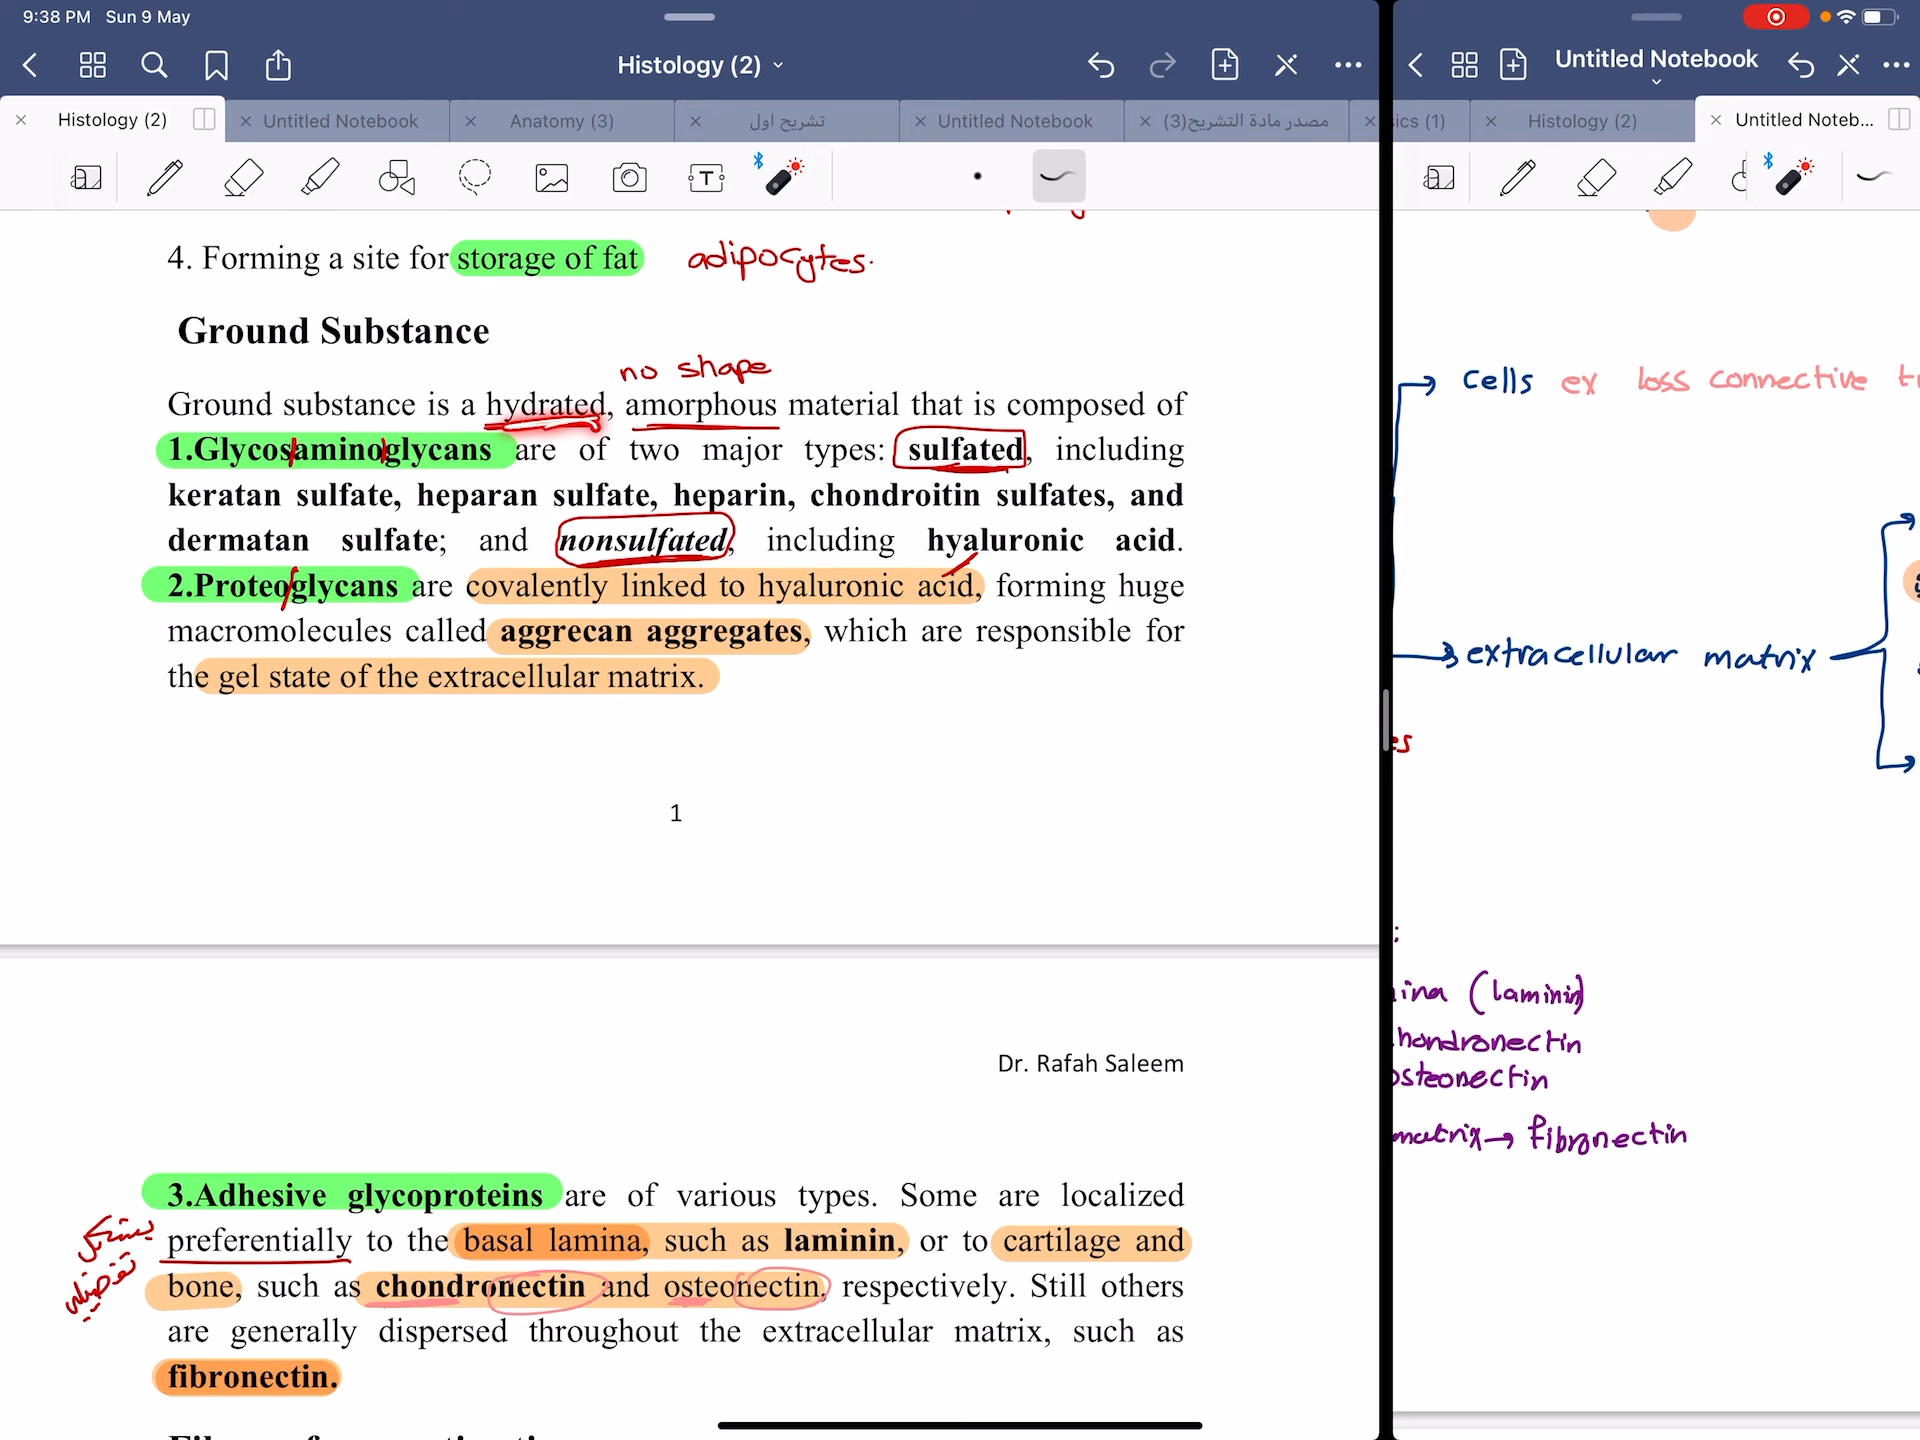 9:38 PM Sun 9 May
Histology (2)
Untitled Notebook
Histology (2)
Untitled Notebook
Anatomy (3)
تشريح اول
Untitled Notebook
مصدر مادة التشريح(3)
ics (1)
Histology (2)
Untitled Noteb...
4. Forming a site for storage of fat adipocytes.
Ground Substance
no shape
Ground substance is a hydrated, amorphous material that is composed of
1.Glycosaminoglycans are of two major types: sulfated, including
keratan sulfate, heparan sulfate, heparin, chondroitin sulfates, and
dermatan sulfate; and nonsulfated, including hyaluronic acid.
2.Proteoglycans are covalently linked to hyaluronic acid, forming huge
macromolecules called aggrecan aggregates, which are responsible for
the gel state of the extracellular matrix.
1
Dr. Rafah Saleem
3.Adhesive glycoproteins are of various types. Some are localized
preferentially to the basal lamina, such as laminin, or to cartilage and
bone, such as chondronectin and osteonectin, respectively. Still others
are generally dispersed throughout the extracellular matrix, such as
fibronectin.
cells ex loss connective
extracellular matrix
es
:
ina (laminin)
hondronectin
osteonectin
matrix → fibronectin